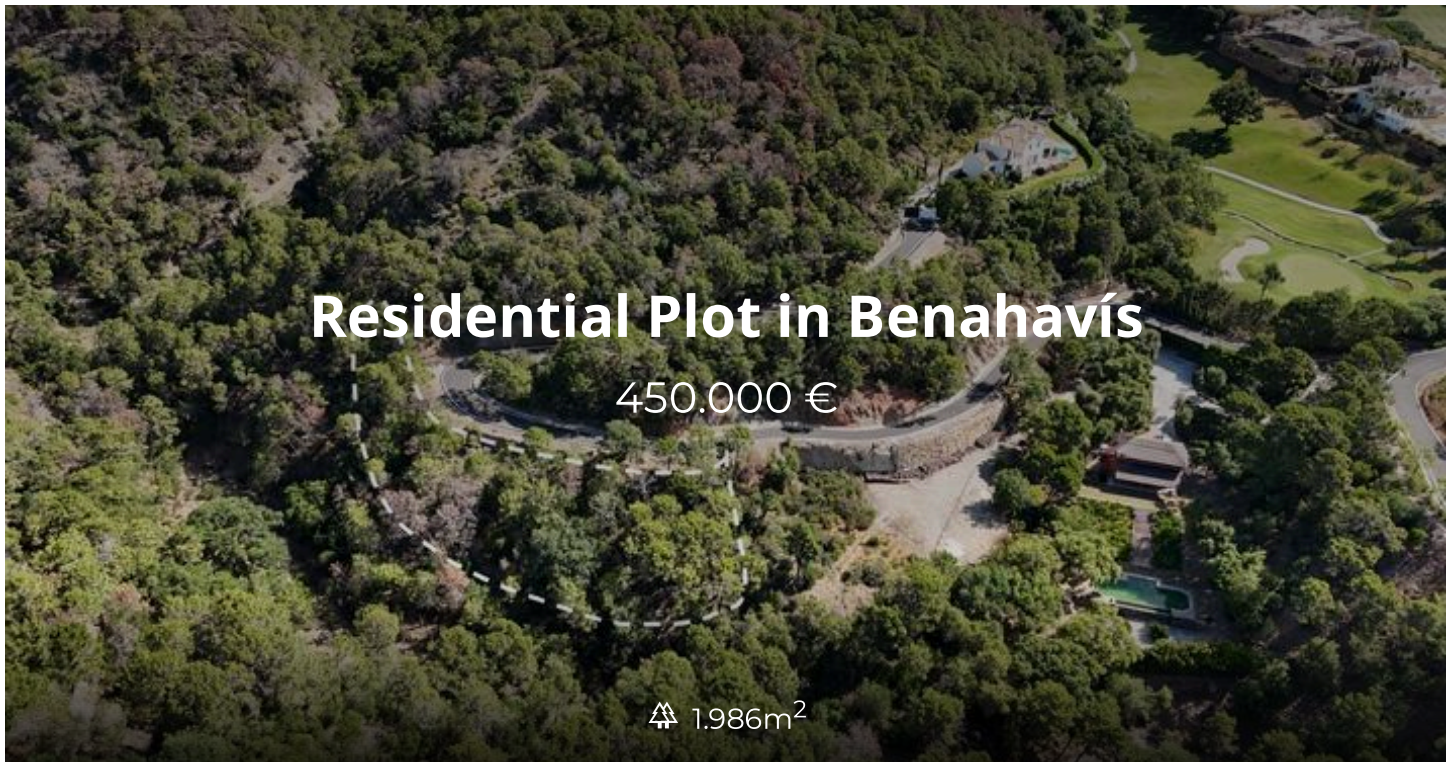 Residential Plot in Benahavís
450.000 €
1.986m²